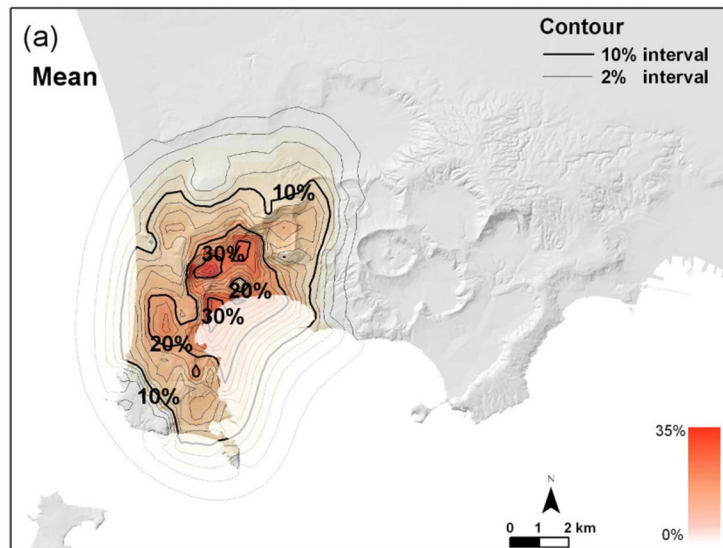 (a)
Mean
Contour
10% interval
2% interval
10%
30%
20%
30%
20%
10%
35%
0%
N
0 1 2 km